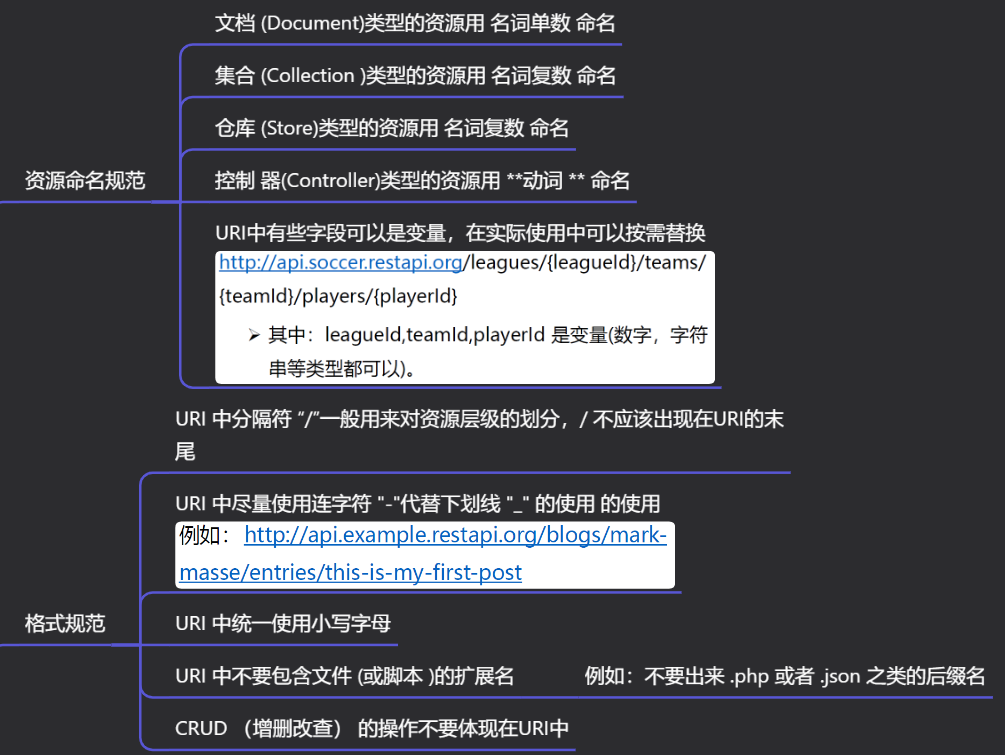 文档 (Document)类型的资源用 名词单数 命名
集合 (Collection )类型的资源用 名词复数 命名
仓库 (Store)类型的资源用 名词复数 命名
资源命名规范
控制 器(Controller)类型的资源用 **动词 ** 命名
URI中有些字段可以是变量，在实际使用中可以按需替换
http://api.soccer.restapi.org/leagues/{leagueId}/teams/
{teamId}/players/{playerId}
➢ 其中：leagueId,teamId,playerId 是变量(数字，字符
串等类型都可以)。
URI 中分隔符 “/”一般用来对资源层级的划分，/ 不应该出现在URI的末
尾
URI 中尽量使用连字符 "-"代替下划线 "_" 的使用 的使用
例如： http://api.example.restapi.org/blogs/mark-
masse/entries/this-is-my-first-post
格式规范
URI 中统一使用小写字母
URI 中不要包含文件 (或脚本 )的扩展名 例如：不要出来 .php 或者 .json 之类的后缀名
CRUD （增删改查） 的操作不要体现在URI中